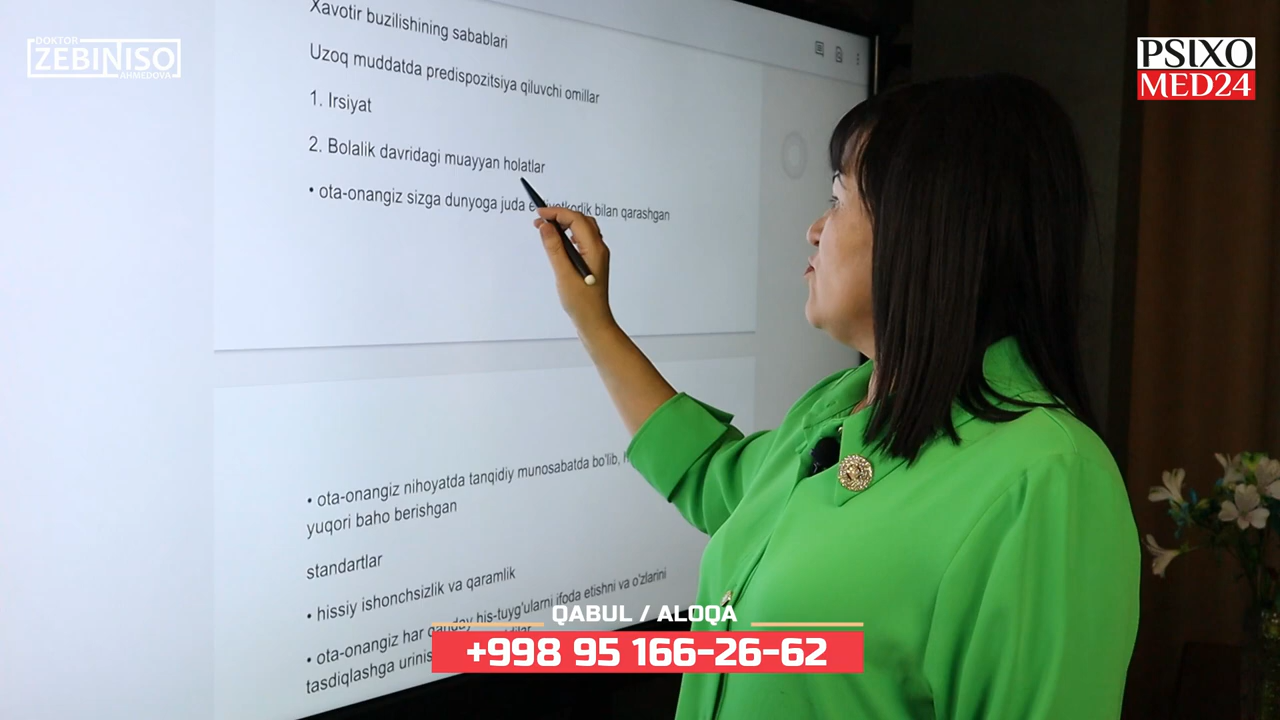 DOKTOR
ZEBINISO
AHMEDOVA
PSIXO
MED24
Xavotir buzilishining sabablari
Uzoq muddatda predispozitsiya qiluvchi omillar
1. Irsiyat
2. Bolalik davridagi muayyan holatlar
• ota-onangiz sizga dunyoga juda bilan qarashgan
• ota-onangiz nihoyatda tanqidiy munosabatda bo'lib,
yuqori baho berishgan
standartlar
• hissiy ishonchsizlik va qaramlik
• ota-onangiz har qanday his-tuyg'ularni ifoda etishni va o'zlarini
tasdiqlashga
QABUL / ALOQA
+998 95 166-26-62